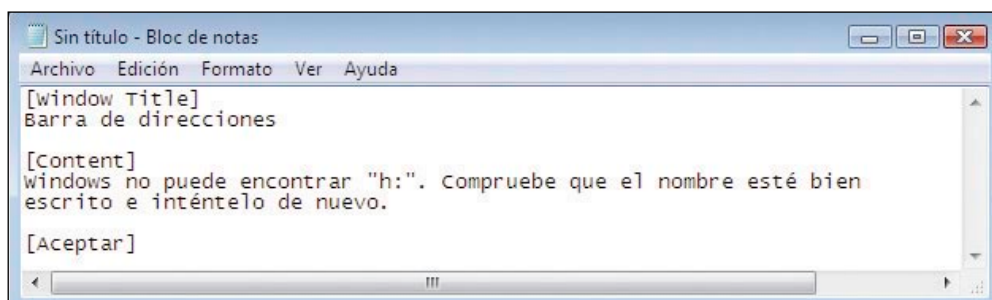 Sin título - Bloc de notas
Archivo Edición Formato Ver Ayuda
[Window Title]
Barra de direcciones
[Content]
Windows no puede encontrar "h:". Compruebe que el nombre esté bien
escrito e inténtelo de nuevo.
[Aceptar]